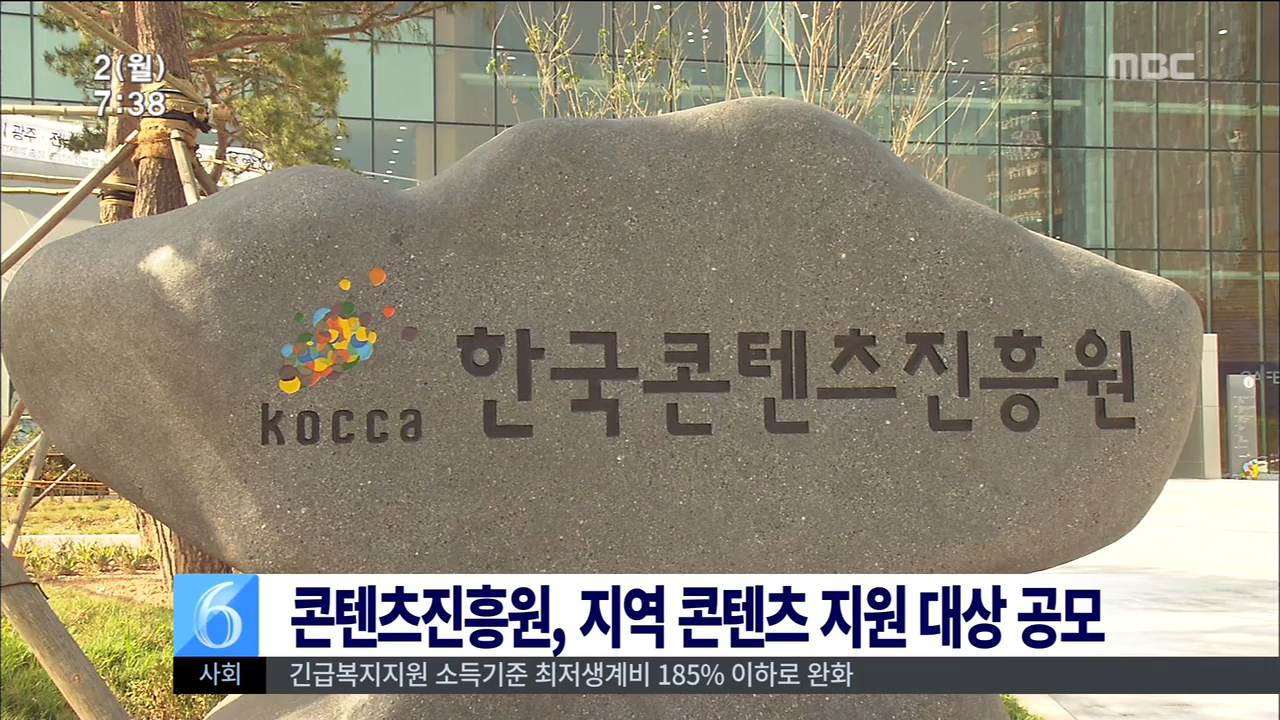 2(월)
7:38
MBC
광주
kocca
한국콘텐츠진흥원
6
콘텐츠진흥원, 지역 콘텐츠 지원 대상 공모
사회
긴급복지지원 소득기준 최저생계비 185% 이하로 완화